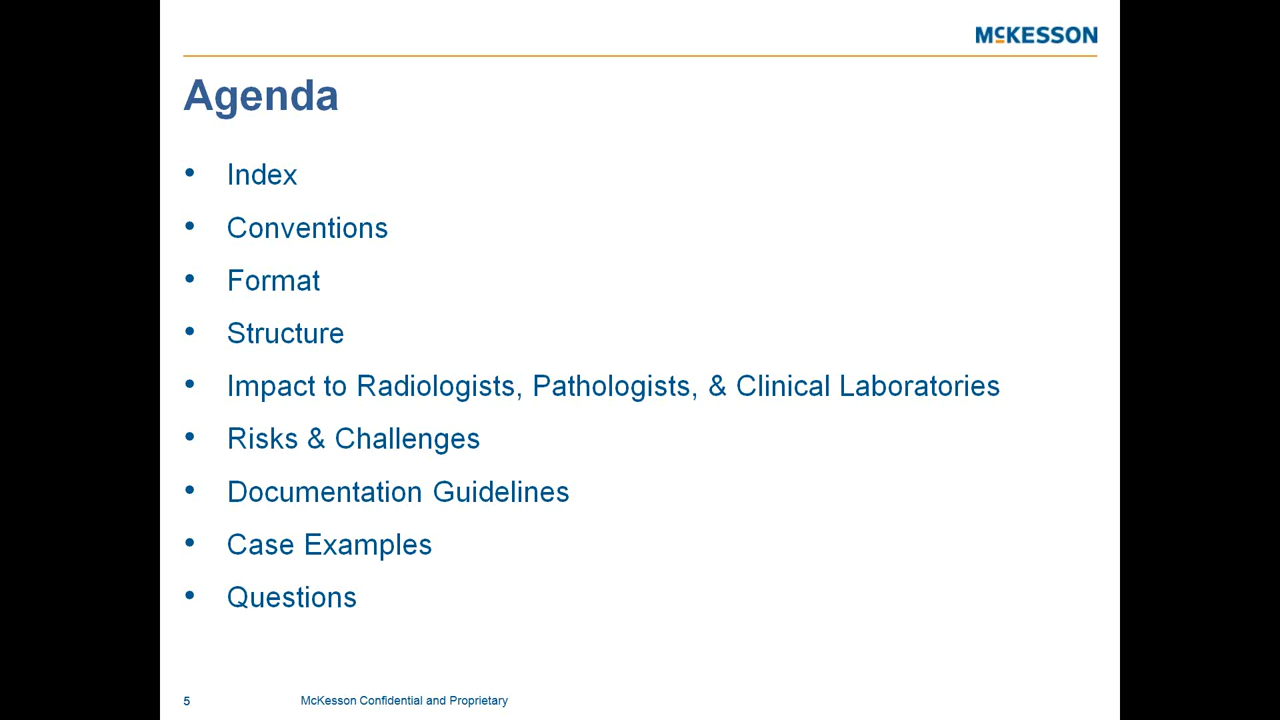 MCKESSON
Agenda
• Index
• Conventions
• Format
• Structure
• Impact to Radiologists, Pathologists, & Clinical Laboratories
• Risks & Challenges
• Documentation Guidelines
• Case Examples
• Questions
5 McKesson Confidential and Proprietary